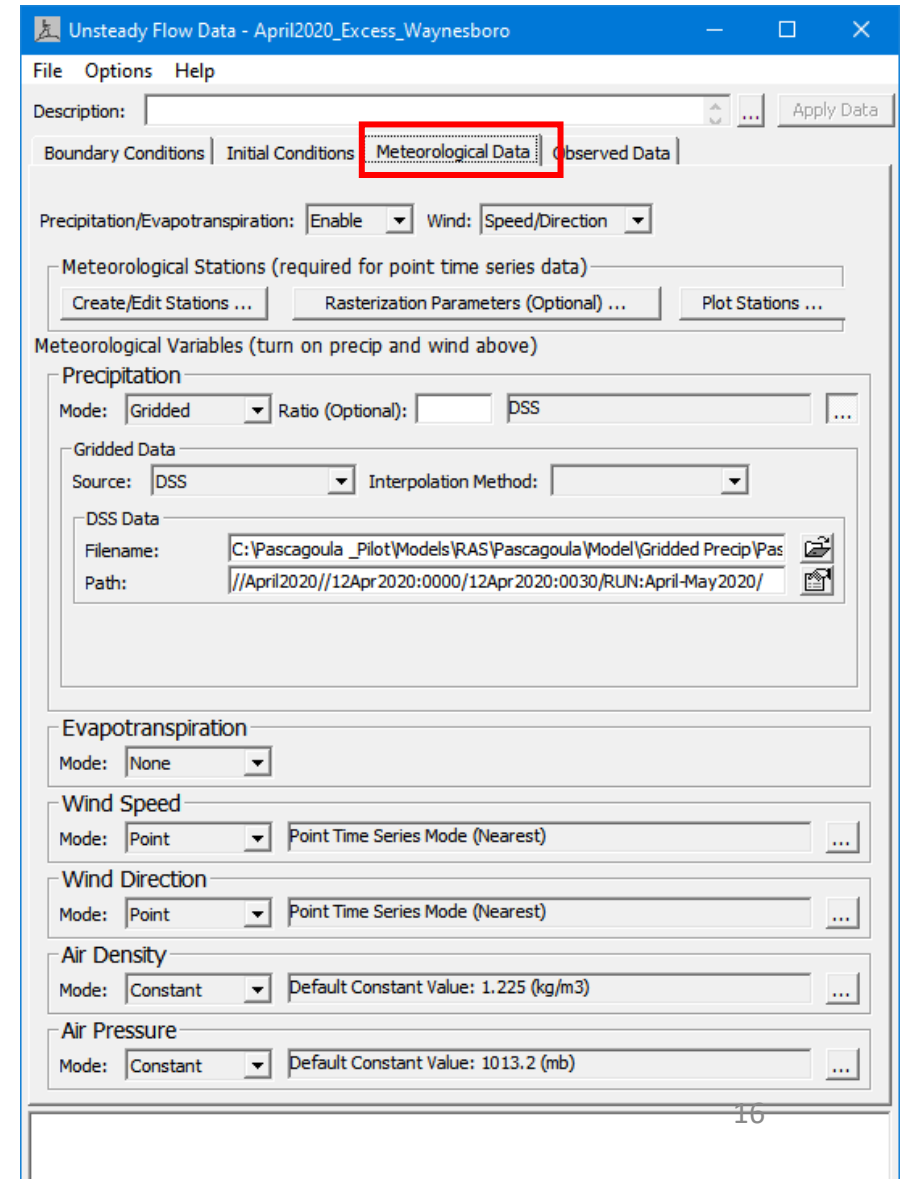 Unsteady Flow Data - April2020_Excess_Waynesboro
File Options Help
Description: ... Apply Data
Boundary Conditions Initial Conditions Meteorological Data Observed Data
Precipitation/Evapotranspiration: Enable Wind: Speed/Direction
Meteorological Stations (required for point time series data)
Create/Edit Stations ... Rasterization Parameters (Optional) ... Plot Stations ...
Meteorological Variables (turn on precip and wind above)
Precipitation
Mode: Gridded Ratio (Optional): DSS ...
Gridded Data
Source: DSS Interpolation Method:
DSS Data
Filename: C:\Pascagoula _Pilot\Models\RAS\Pascagoula\Model\Gridded Precip\Pas
Path: //April2020//12Apr2020:0000/12Apr2020:0030/RUN:April-May2020/
Evapotranspiration
Mode: None
Wind Speed
Mode: Point Point Time Series Mode (Nearest) ...
Wind Direction
Mode: Point Point Time Series Mode (Nearest) ...
Air Density
Mode: Constant Default Constant Value: 1.225 (kg/m3) ...
Air Pressure
Mode: Constant Default Constant Value: 1013.2 (mb) ...
16